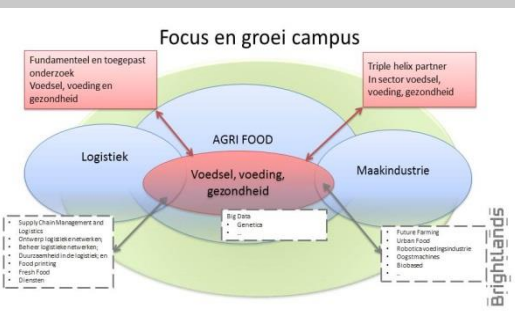 Focus en groei campus
Fundamenteel en toegepast
onderzoek
Voedsel, voeding en
gezondheid
Triple helix partner
In sector voedsel,
voeding, gezondheid
AGRI FOOD
Logistiek
Voedsel, voeding,
gezondheid
Maakindustrie
Big Data
• Genetica
• ...
• Supply Chain Management and
Logistics
• Ontwerp logistieke netwerken;
• Beheer logistieke netwerken;
• Duurzaamheid in de logistiek; en
• Food printing
• Fresh Food
• Diensten
• Future Farming
• Urban Food
• Robotica voedingsindustrie
• Oogstmachines
• Biobased
• ..
Brightlands